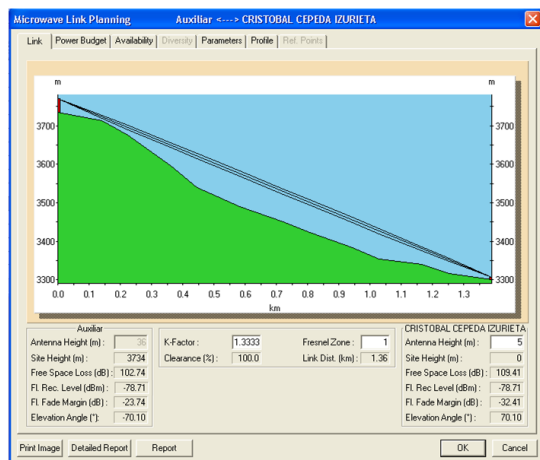 Microwave Link Planning Auxiliar <---> CRISTOBAL CEPEDA IZURIETA
Link Power Budget Availability Diversity Parameters Profile Ref. Points
m m
3700 3700
3600 3600
3500 3500
3400 3400
3300 3300
0.0 0.1 0.2 0.3 0.4 0.5 0.6 0.7 0.8 0.9 1.0 1.1 1.2 1.3
km
Auxiliar
Antenna Height (m) : 36
Site Height (m) : 3734
Free Space Loss (dB) : 102.74
Fl. Rec. Level (dBm) : -78.71
Fl. Fade Margin (dB) : -23.74
Elevation Angle (°): -70.10
K-Factor : 1.3333 Fresnel Zone : 1
Clearance (%) : 100.0 Link Dist. (km) : 1.36
CRISTOBAL CEPEDA IZURIETA
Antenna Height (m) : 5
Site Height (m) : 0
Free Space Loss (dB) : 109.41
Fl. Rec. Level (dBm) : -78.71
Fl. Fade Margin (dB) : -32.41
Elevation Angle (°) : 70.10
Print Image Detailed Report Report OK Cancel